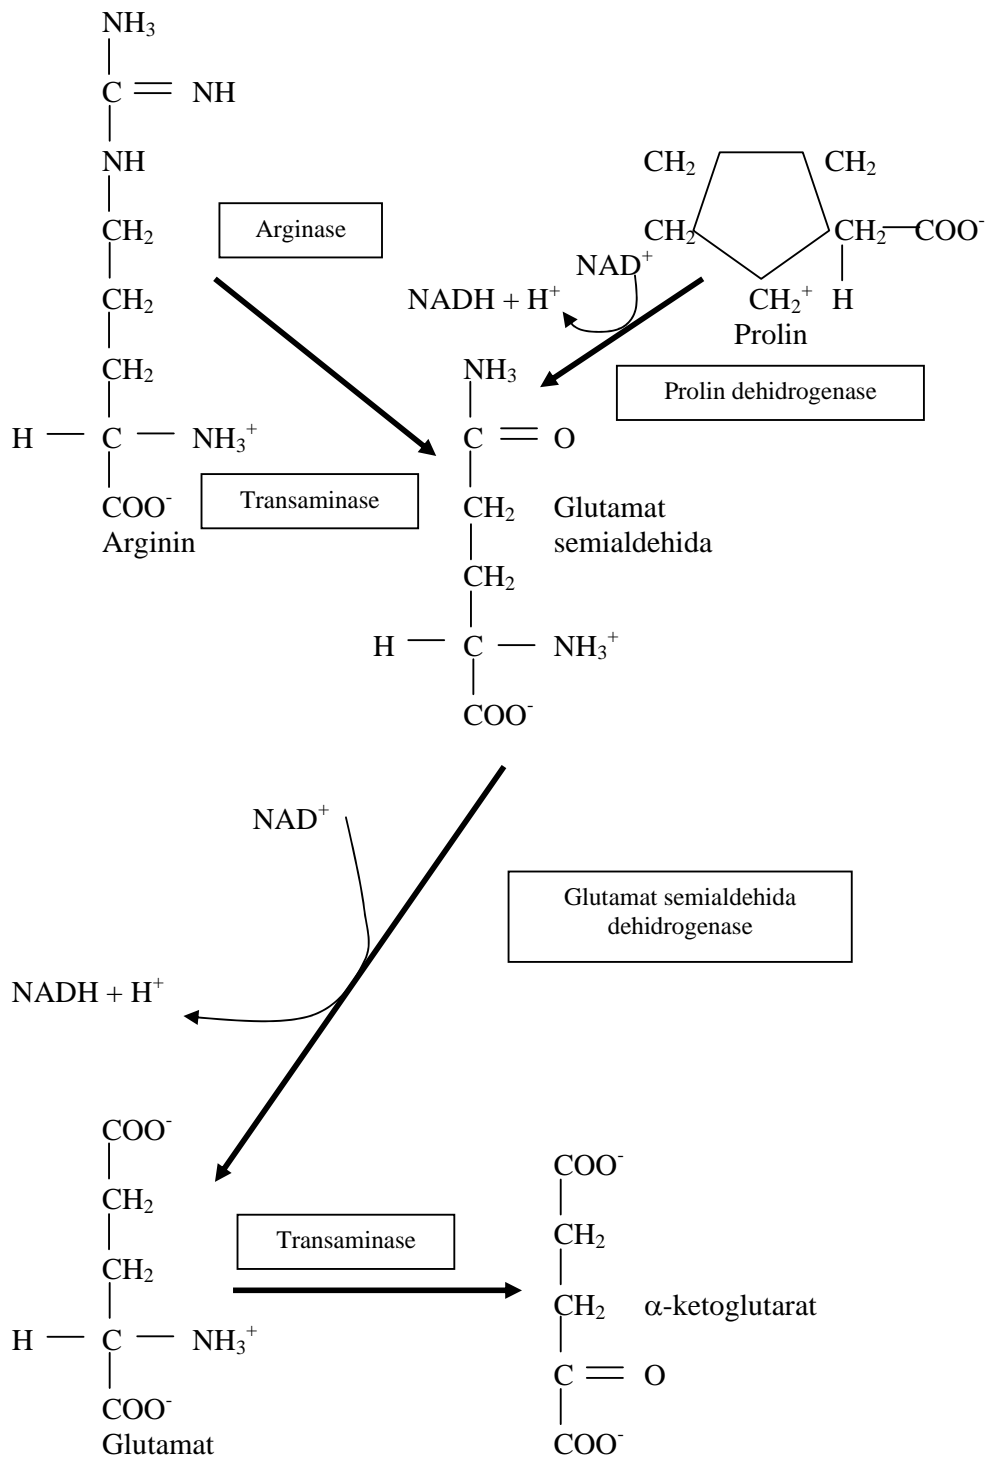 NH₃
C NH
NH
CH₂
CH₂
CH₂
H C NH₃⁺
COO⁻
Arginin
Arginase
Transaminase
CH₂ CH₂
CH₂ CH₂ COO⁻
CH₂⁺ H
Prolin
NAD⁺
NADH + H⁺
Prolin dehidrogenase
NH₃
C O
CH₂
CH₂
H C NH₃⁺
COO⁻
Glutamat
semialdehida
NAD⁺
NADH + H⁺
Glutamat semialdehida
dehidrogenase
COO⁻
CH₂
CH₂
H C NH₃⁺
COO⁻
Glutamat
Transaminase
COO⁻
CH₂
CH₂ α-ketoglutarat
C O
COO⁻